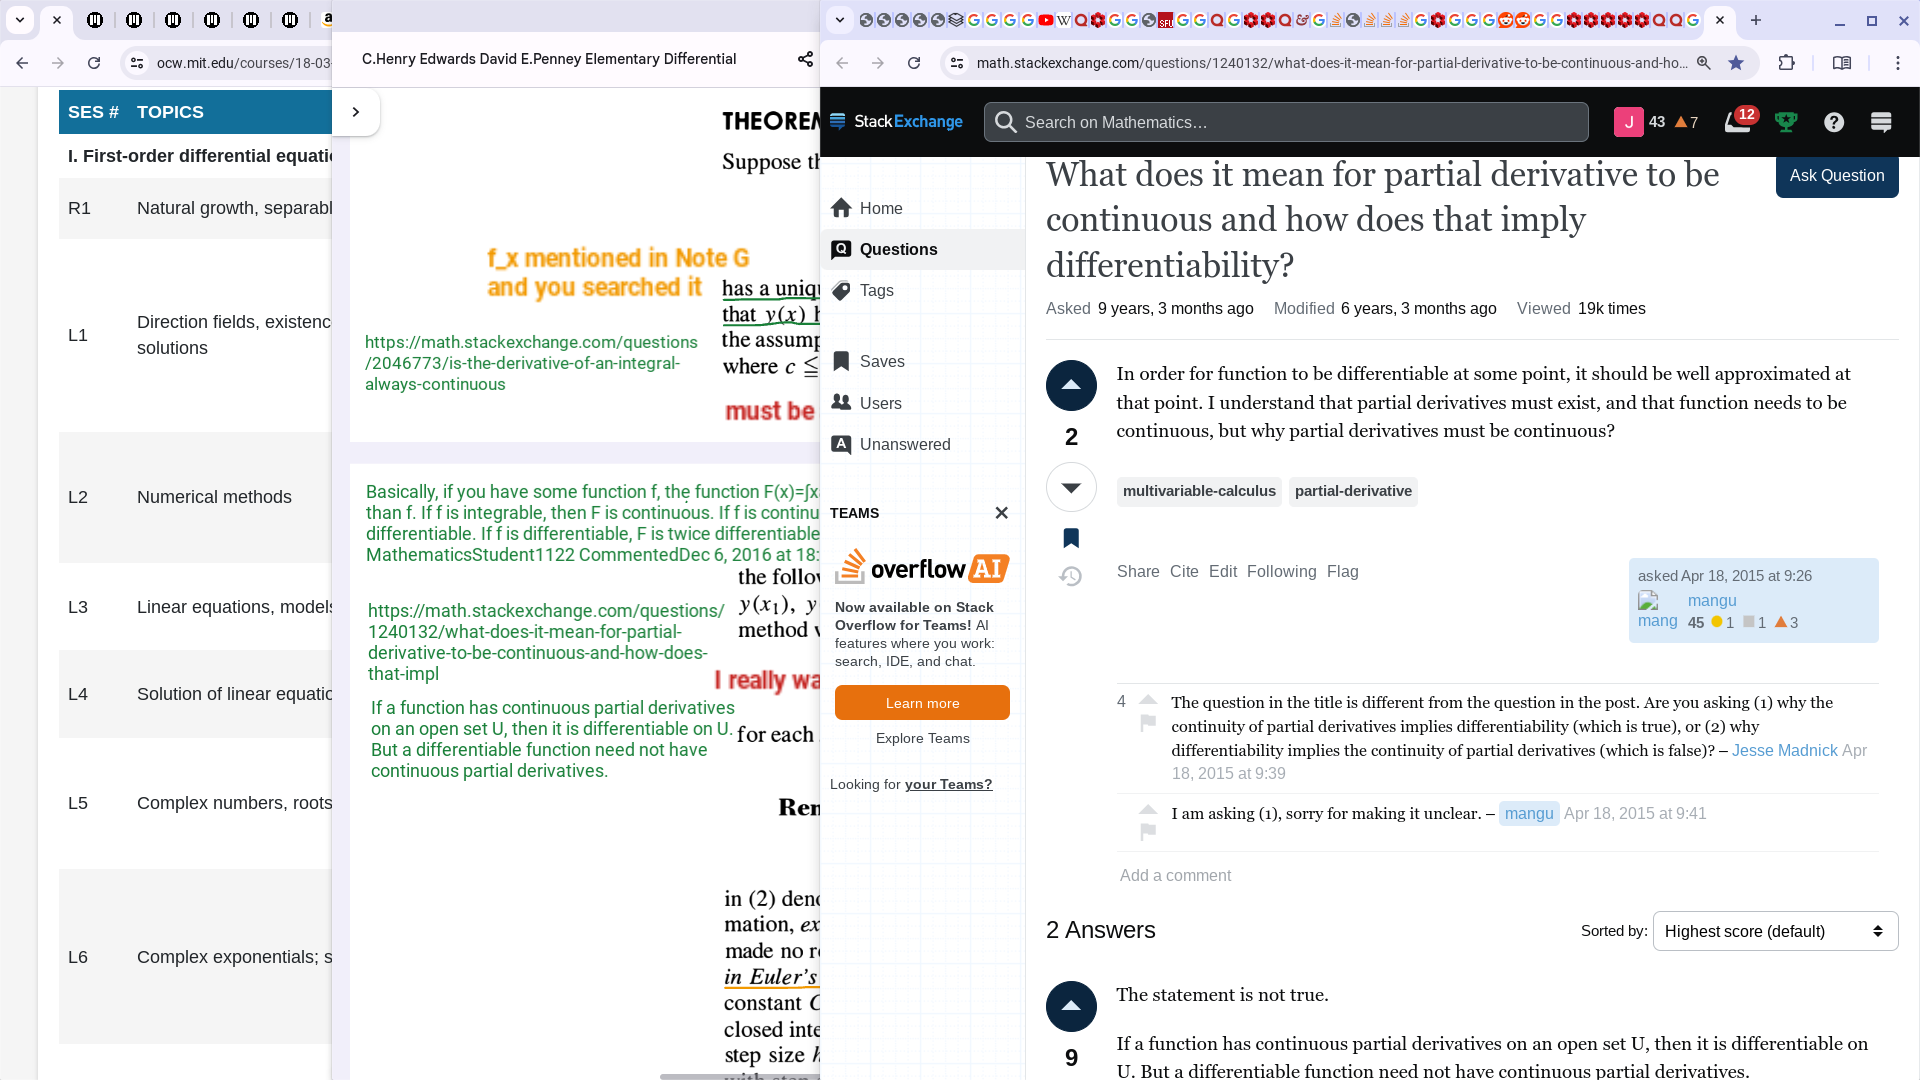 ocw.mit.edu/courses/18-03-
SES # TOPICS
I. First-order differential equatio
R1 Natural growth, separabl
L1 Direction fields, existenc
solutions
L2 Numerical methods
L3 Linear equations, models
L4 Solution of linear equatio
L5 Complex numbers, roots
L6 Complex exponentials; s
C.Henry Edwards David E.Penney Elementary Differential
THEOREM
Suppose th
f_x mentioned in Note G
and you searched it
has a uniqu
that y(x) h
the assump
where c ≦
https://math.stackexchange.com/questions
/2046773/is-the-derivative-of-an-integral-
always-continuous
must be
Basically, if you have some function f, the function F(x)=∫x
than f. If f is integrable, then F is continuous. If f is continu
differentiable. If f is differentiable, F is twice differentiable
MathematicsStudent1122 CommentedDec 6, 2016 at 18:
the follow
y(x₁), y
method w
https://math.stackexchange.com/questions/
1240132/what-does-it-mean-for-partial-
derivative-to-be-continuous-and-how-does-
that-impl
I really wa
If a function has continuous partial derivatives
on an open set U, then it is differentiable on U.
But a differentiable function need not have
continuous partial derivatives.
for each
Rem
in (2) deno
mation, ex
made no re
in Euler's
constant C
closed inte
step size h
math.stackexchange.com/questions/1240132/what-does-it-mean-for-partial-derivative-to-be-continuous-and-ho...
StackExchange
Search on Mathematics…
J 43 7 12
Home
Questions
Tags
Saves
Users
Unanswered
TEAMS
overflow AI
Now available on Stack
Overflow for Teams! AI
features where you work:
search, IDE, and chat.
Learn more
Explore Teams
Looking for your Teams?
What does it mean for partial derivative to be
continuous and how does that imply
differentiability?
Ask Question
Asked 9 years, 3 months ago Modified 6 years, 3 months ago Viewed 19k times
2
In order for function to be differentiable at some point, it should be well approximated at
that point. I understand that partial derivatives must exist, and that function needs to be
continuous, but why partial derivatives must be continuous?
multivariable-calculus partial-derivative
Share Cite Edit Following Flag
asked Apr 18, 2015 at 9:26
mang
mangu
45 1 1 3
4 The question in the title is different from the question in the post. Are you asking (1) why the
continuity of partial derivatives implies differentiability (which is true), or (2) why
differentiability implies the continuity of partial derivatives (which is false)? – Jesse Madnick Apr
18, 2015 at 9:39
I am asking (1), sorry for making it unclear. – mangu Apr 18, 2015 at 9:41
Add a comment
2 Answers
Sorted by: Highest score (default)
9
The statement is not true.
If a function has continuous partial derivatives on an open set U, then it is differentiable on
U. But a differentiable function need not have continuous partial derivatives.